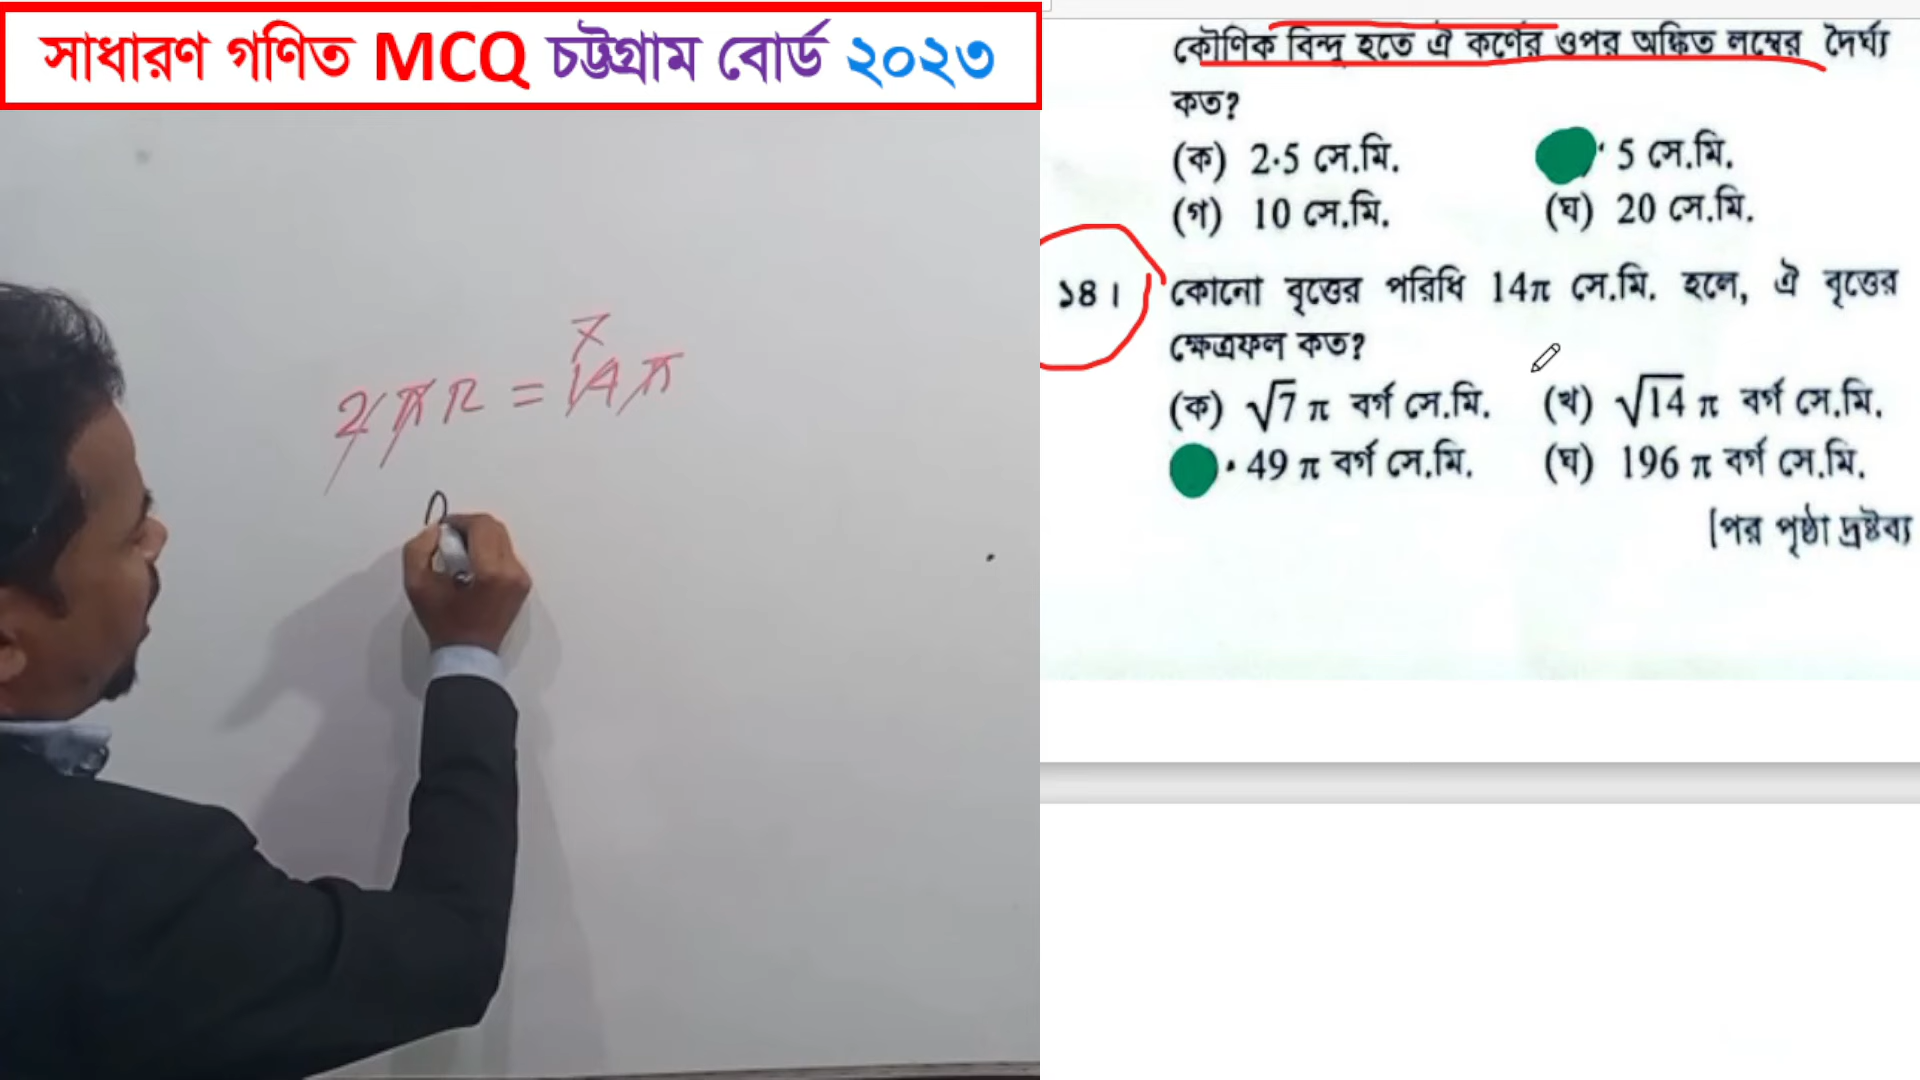 সাধারণ গণিত MCQ চট্টগ্রাম বোর্ড ২০২৩
7
2πr = 14π
কৌণিক বিন্দু হতে ঐ কর্ণের ওপর অঙ্কিত লম্বের দৈর্ঘ্য
কত?
(ক) 2·5 সে.মি. 5 সে.মি.
(গ) 10 সে.মি. (ঘ) 20 সে.মি.
১৪। কোনো বৃত্তের পরিধি 14π সে.মি. হলে, ঐ বৃত্তের
ক্ষেত্রফল কত?
(ক) √7 π বর্গ সে.মি. (খ) √14 π বর্গ সে.মি.
49 π বর্গ সে.মি. (ঘ) 196 π বর্গ সে.মি.
[পর পৃষ্ঠা দ্রষ্টব্য